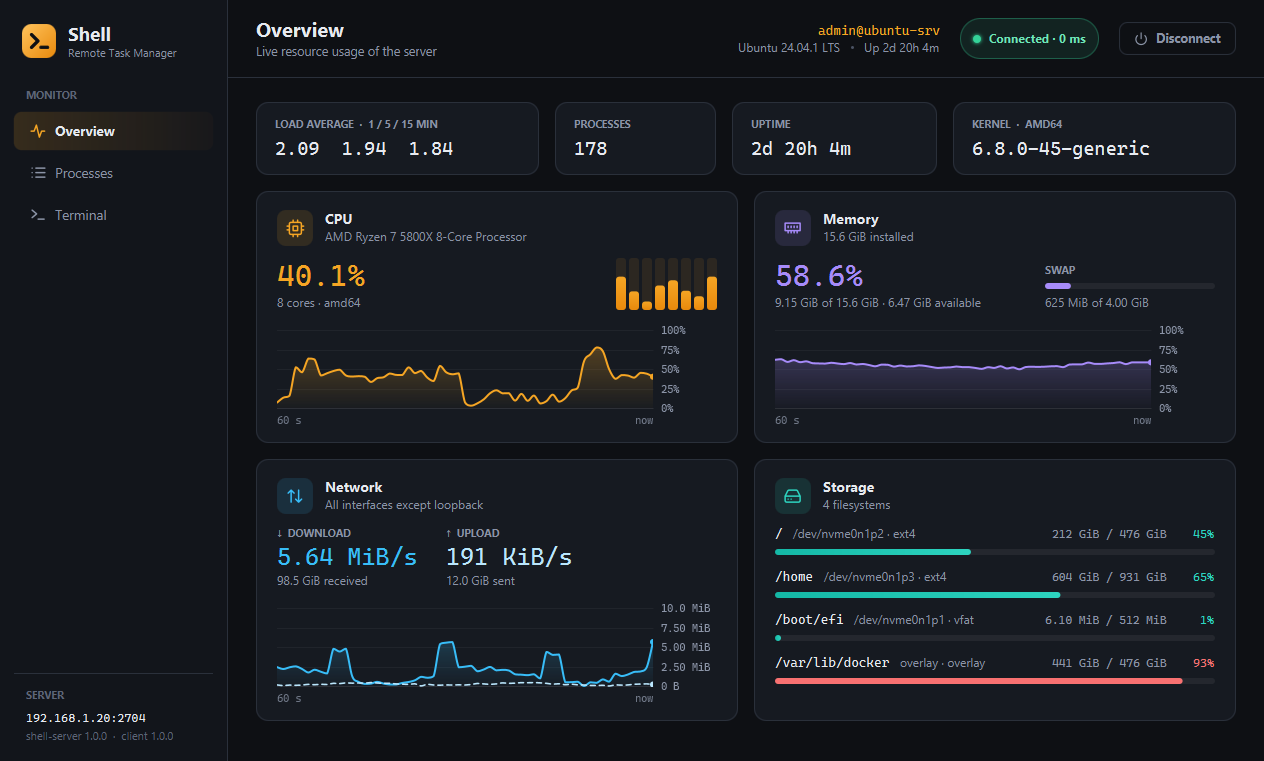 Shell
Remote Task Manager
MONITOR
Overview
Processes
Terminal
SERVER
192.168.1.20:2704
shell-server 1.0.0 · client 1.0.0
Overview
Live resource usage of the server
admin@ubuntu-srv
Ubuntu 24.04.1 LTS • Up 2d 20h 4m
Connected · 0 ms
Disconnect
LOAD AVERAGE · 1 / 5 / 15 MIN
2.09 1.94 1.84
PROCESSES
178
UPTIME
2d 20h 4m
KERNEL · AMD64
6.8.0-45-generic
CPU
AMD Ryzen 7 5800X 8-Core Processor
40.1%
8 cores · amd64
100%
75%
50%
25%
0%
60 s
now
Memory
15.6 GiB installed
58.6%
9.15 GiB of 15.6 GiB · 6.47 GiB available
SWAP
625 MiB of 4.00 GiB
100%
75%
50%
25%
0%
60 s
now
Network
All interfaces except loopback
↓ DOWNLOAD
5.64 MiB/s
98.5 GiB received
↑ UPLOAD
191 KiB/s
12.0 GiB sent
10.0 MiB
7.50 MiB
5.00 MiB
2.50 MiB
0 B
60 s
now
Storage
4 filesystems
/ /dev/nvme0n1p2 · ext4 212 GiB / 476 GiB 45%
/home /dev/nvme0n1p3 · ext4 604 GiB / 931 GiB 65%
/boot/efi /dev/nvme0n1p1 · vfat 6.10 MiB / 512 MiB 1%
/var/lib/docker overlay · overlay 441 GiB / 476 GiB 93%